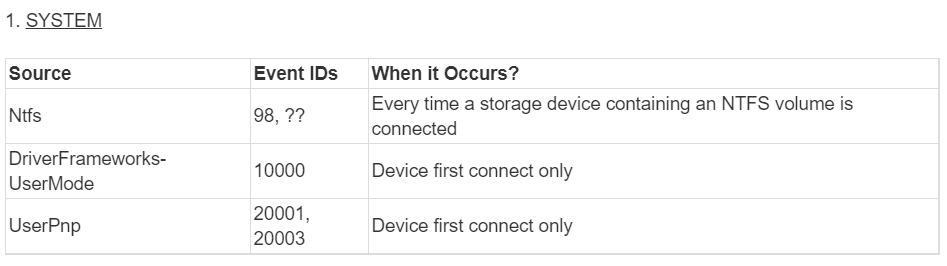 1. SYSTEM
Source Event IDs When it Occurs?
Ntfs 98, ?? Every time a storage device containing an NTFS volume is
connected
DriverFrameworks-
UserMode 10000 Device first connect only
UserPnp 20001,
20003 Device first connect only